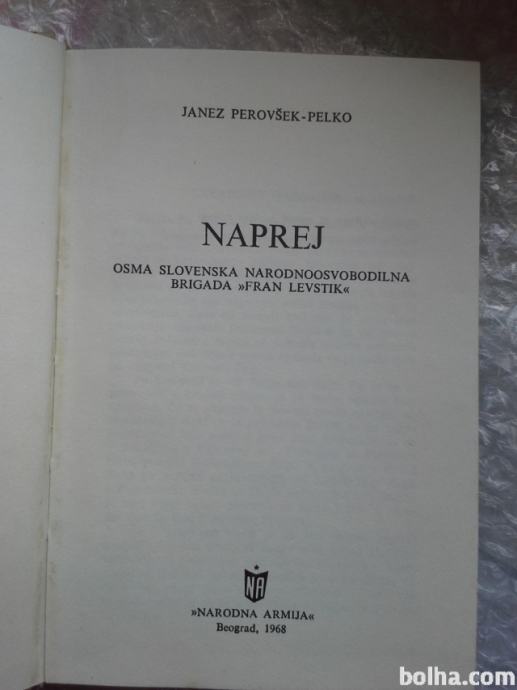 JANEZ PEROVŠEK-PELKO
NAPREJ
OSMA SLOVENSKA NARODNOOSVOBODILNA
BRIGADA »FRAN LEVSTIK«
NA
»NARODNA ARMIJA«
Beograd, 1968
bolha.com